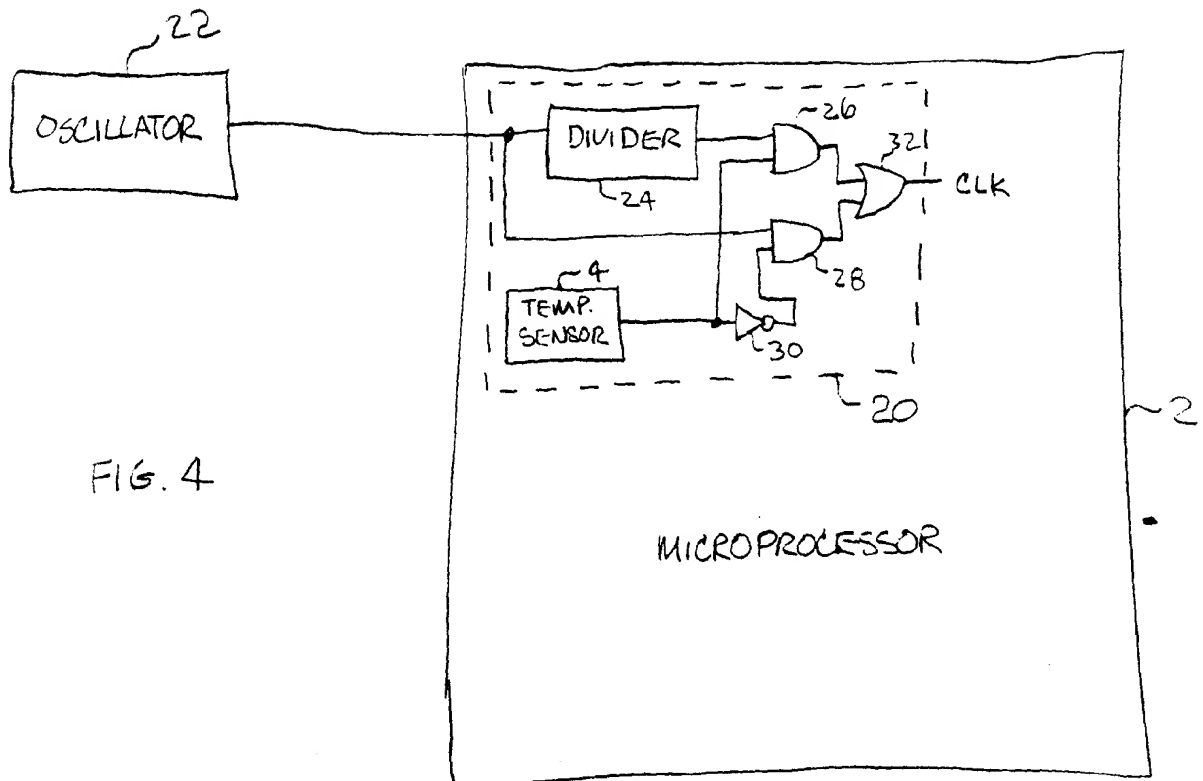 22
OSCILLATOR
DIVIDER
24
26
32
CLK
28
4
TEMP.
SENSOR
30
20
2
FIG. 4
MICROPROCESSOR